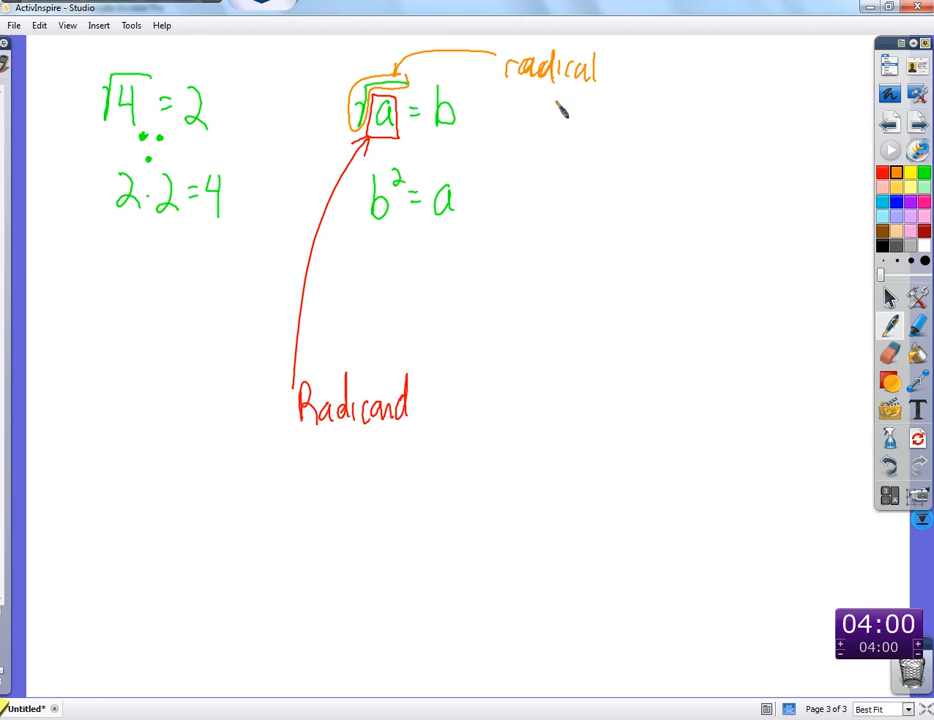 ActivInspire - Studio
File Edit View Insert Tools Help
radical
√4 = 2
√a = b
∴
2·2=4
b² = a
Radicand
04:00
04:00
Untitled*
Page 3 of 3
Best Fit